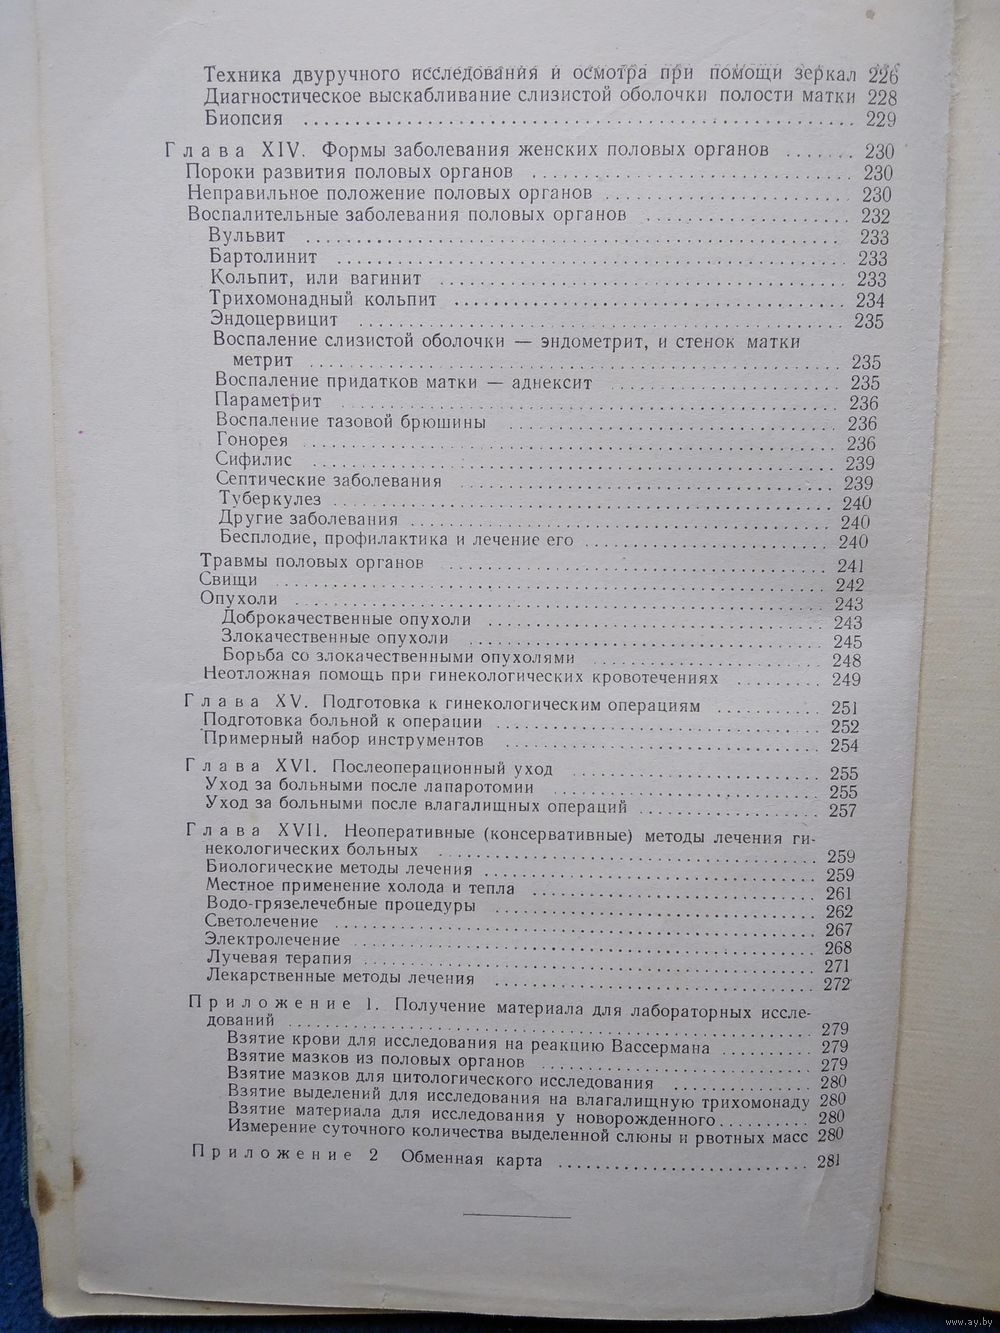 Техника двуручного исследования и осмотра при помощи зеркал 226
Диагностическое выскабливание слизистой оболочки полости матки 228
Биопсия 229
Глава XIV. Формы заболевания женских половых органов 230
Пороки развития половых органов 230
Неправильное положение половых органов 230
Воспалительные заболевания половых органов 232
Вульвит 233
Бартолинит 233
Кольпит, или вагинит 233
Трихомонадный кольпит 234
Эндоцервицит 235
Воспаление слизистой оболочки — эндометрит, и стенок матки
метрит 235
Воспаление придатков матки — аднексит 235
Параметрит 236
Воспаление тазовой брюшины 236
Гонорея 236
Сифилис 239
Септические заболевания 239
Туберкулез 240
Другие заболевания 240
Бесплодие, профилактика и лечение его 240
Травмы половых органов 241
Свищи 242
Опухоли 243
Доброкачественные опухоли 243
Злокачественные опухоли 245
Борьба со злокачественными опухолями 248
Неотложная помощь при гинекологических кровотечениях 249
Глава XV. Подготовка к гинекологическим операциям 251
Подготовка больной к операции 252
Примерный набор инструментов 254
Глава XVI. Послеоперационный уход 255
Уход за больными после лапаротомии 255
Уход за больными после влагалищных операций 257
Глава XVII. Неоперативные (консервативные) методы лечения ги-
некологических больных 259
Биологические методы лечения 259
Местное применение холода и тепла 261
Водо-грязелечебные процедуры 262
Светолечение 267
Электролечение 268
Лучевая терапия 271
Лекарственные методы лечения 272
Приложение 1. Получение материала для лабораторных иссле-
дований 279
Взятие крови для исследования на реакцию Вассермана 279
Взятие мазков из половых органов 279
Взятие мазков для цитологического исследования 280
Взятие выделений для исследования на влагалищную трихомонаду 280
Взятие материала для исследования у новорожденного 280
Измерение суточного количества выделенной слюны и рвотных масс 280
Приложение 2 Обменная карта 281
www.ay.by